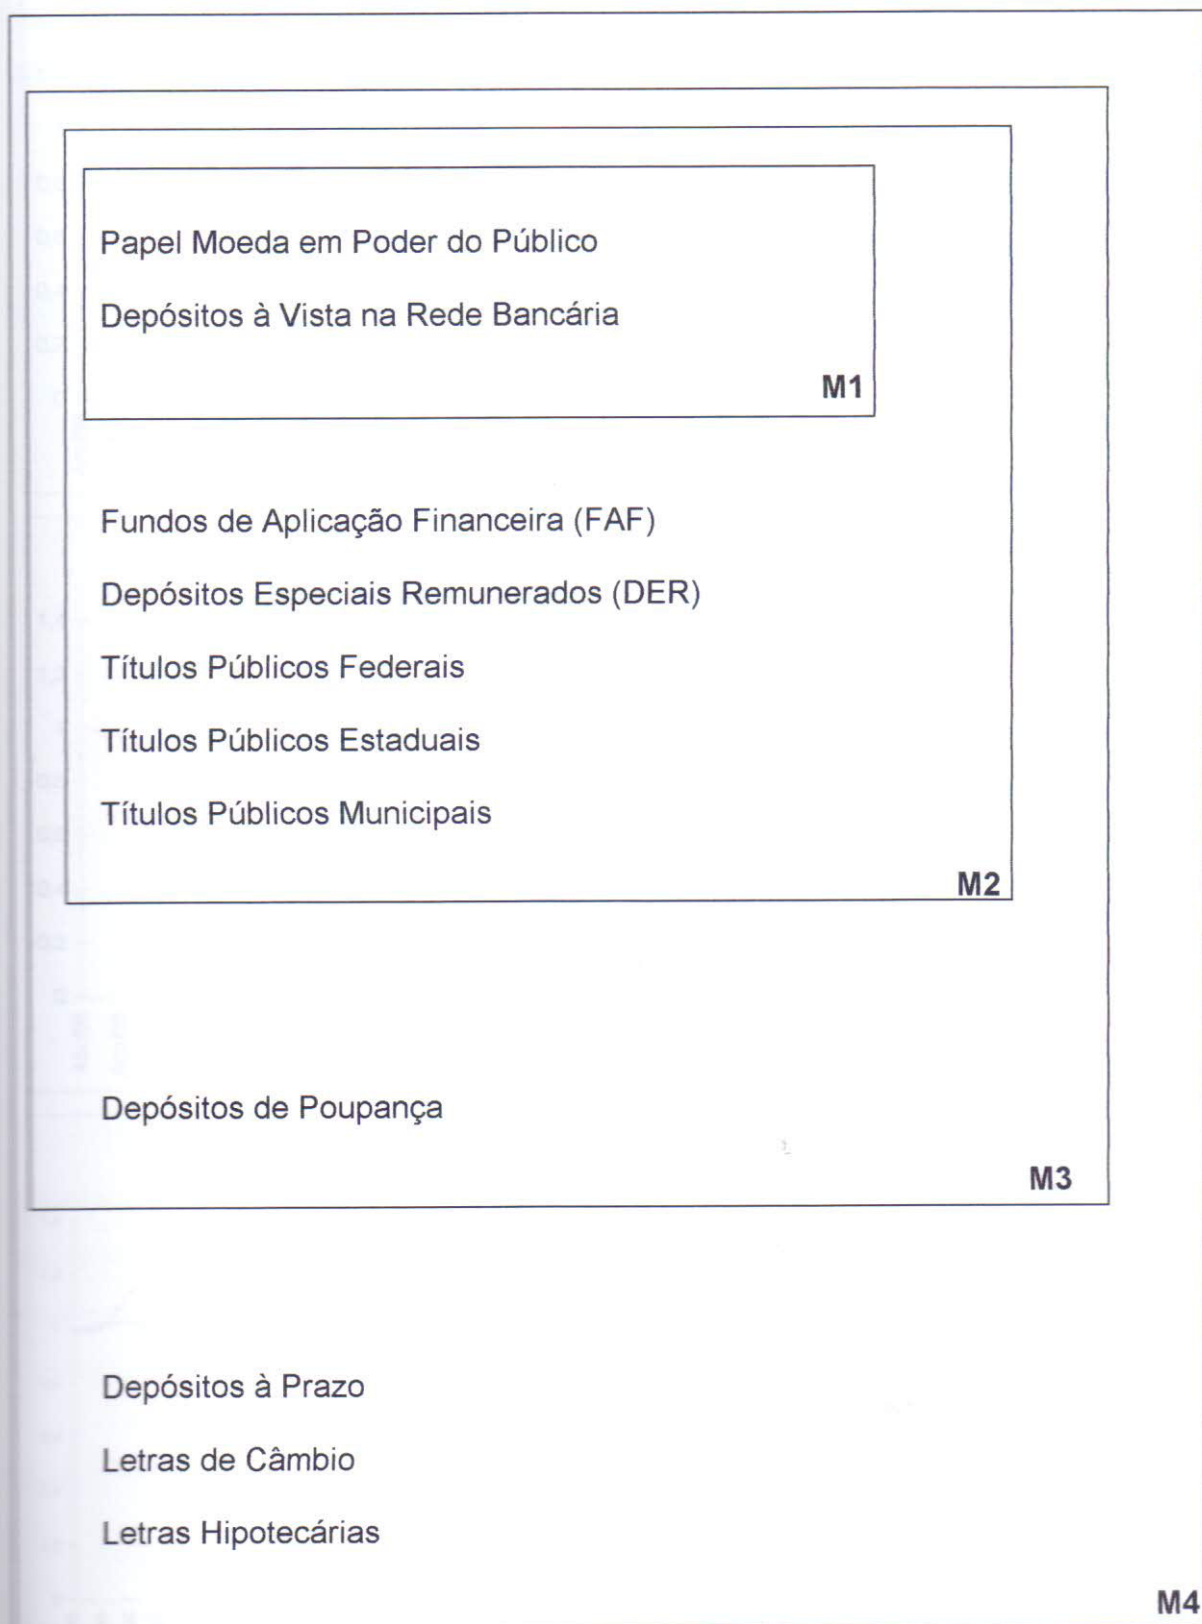 Papel Moeda em Poder do Público
Depósitos à Vista na Rede Bancária
M1
Fundos de Aplicação Financeira (FAF)
Depósitos Especiais Remunerados (DER)
Títulos Públicos Federais
Títulos Públicos Estaduais
Títulos Públicos Municipais
M2
Depósitos de Poupança
M3
Depósitos à Prazo
Letras de Câmbio
Letras Hipotecárias
M4